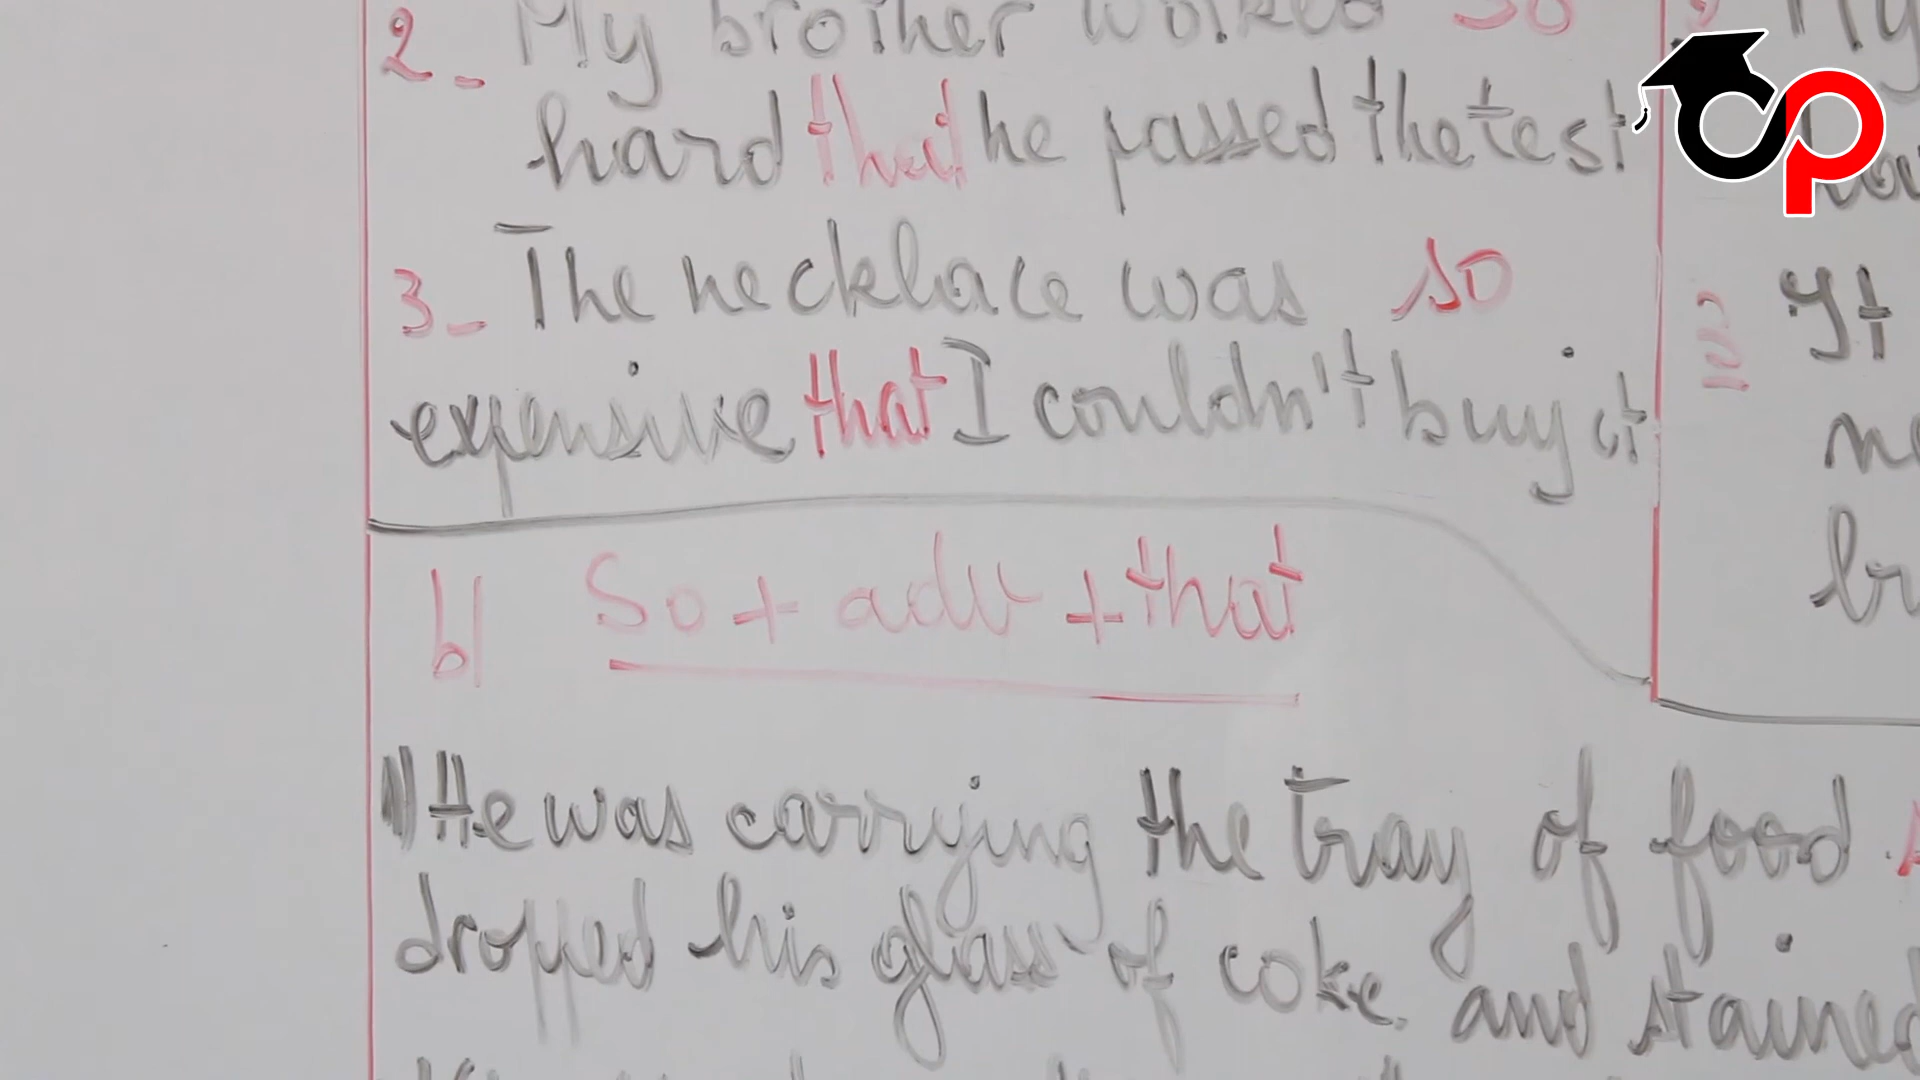 2- My brother worked so
hard that he passed the test
3- The necklace was so
expensive that I couldn't buy it
b/ So + adv + that
1/ He was carrying the tray of food
dropped his glass of coke. and stained
My
It